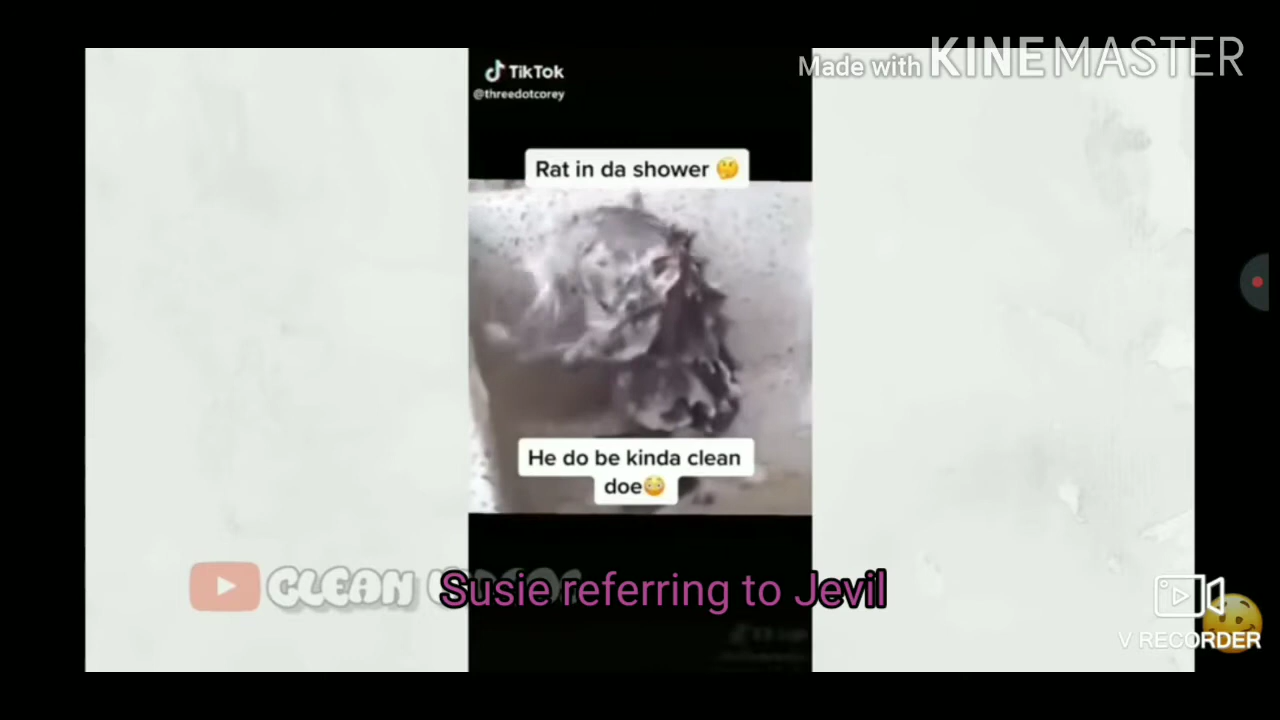 Made with KINEMASTER
TikTok
@threedotcorey
Rat in da shower 🤔
He do be kinda clean
doe😳
CLEAN
Susie referring to Jevil
V RECORDER